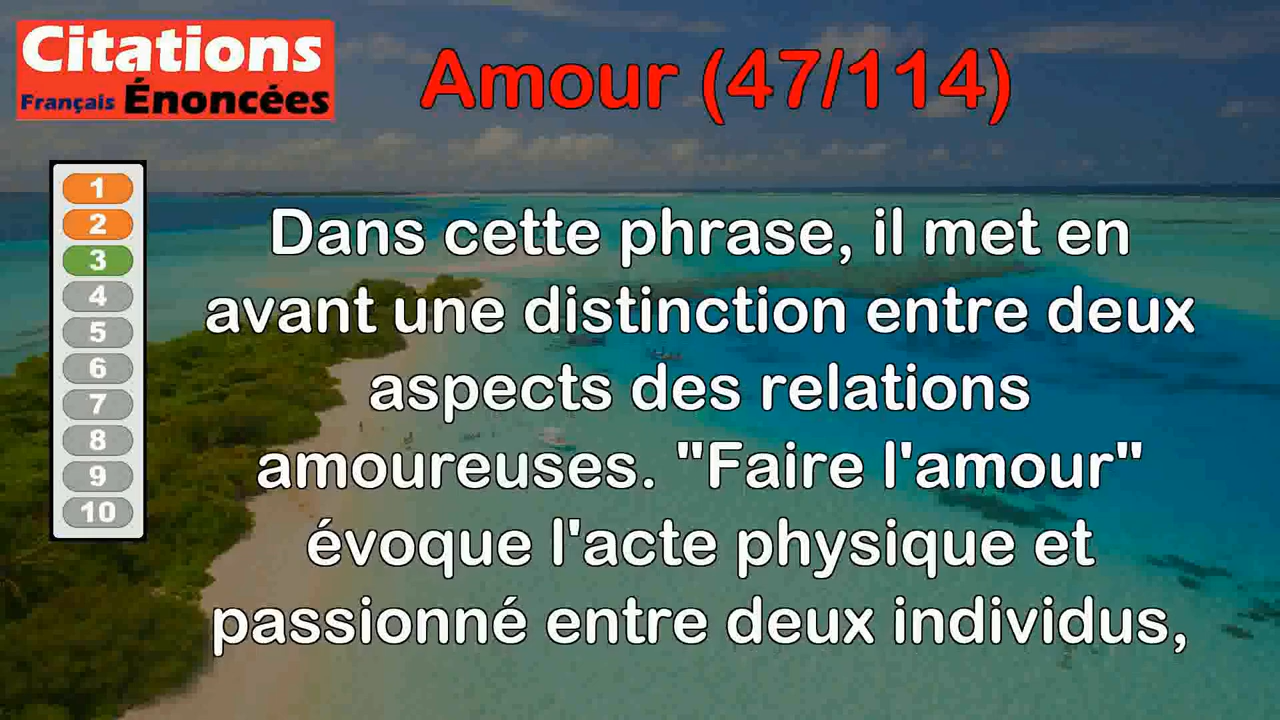 Citations
Français Énoncées
Amour (47/114)
1
2
3
4
5
6
7
8
9
10
Dans cette phrase, il met en
avant une distinction entre deux
aspects des relations
amoureuses. "Faire l'amour"
évoque l'acte physique et
passionné entre deux individus,